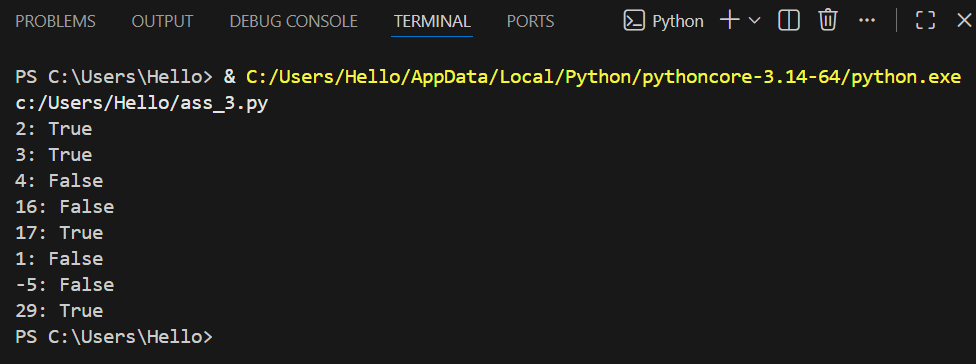 PROBLEMS OUTPUT DEBUG CONSOLE TERMINAL PORTS Python
PS C:\Users\Hello> & C:/Users/Hello/AppData/Local/Python/pythoncore-3.14-64/python.exe
c:/Users/Hello/ass_3.py
2: True
3: True
4: False
16: False
17: True
1: False
-5: False
29: True
PS C:\Users\Hello>